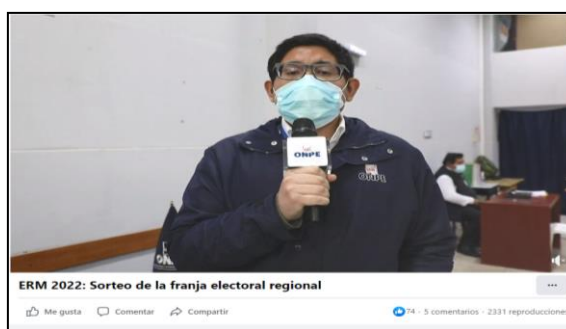 ONPE
ONPE
ON
ERM 2022: Sorteo de la franja electoral regional
...
Me gusta Comentar Compartir 74 · 5 comentarios · 2331 reproducciones